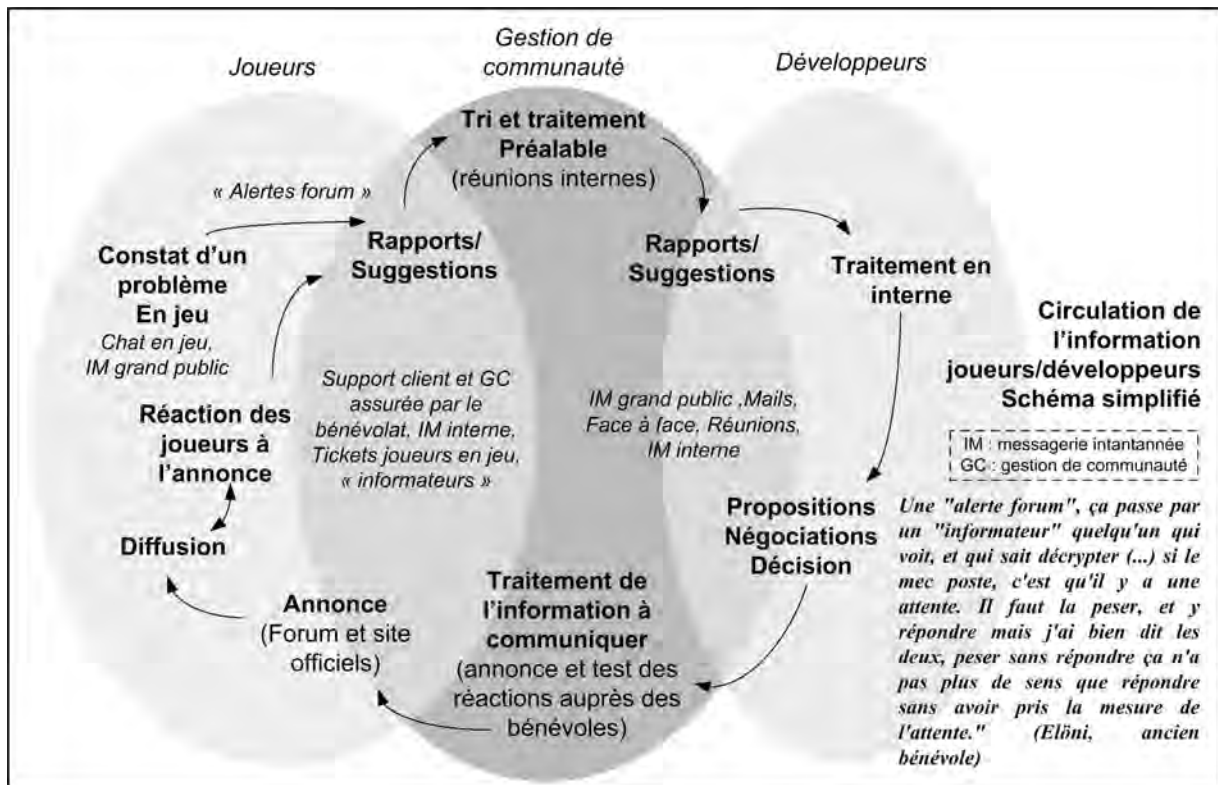 Joueurs
Gestion de
communauté
Développeurs
Tri et traitement
Préalable
(réunions internes)
« Alertes forum »
Rapports/
Suggestions
Rapports/
Suggestions
Constat d'un
problème
En jeu
Chat en jeu,
IM grand public
Traitement en
interne
Réaction des
joueurs à
l'annonce
Support client et GC
assurée par le
bénévolat, IM interne,
Tickets joueurs en jeu,
« informateurs »
IM grand public ,Mails,
Face à face, Réunions,
IM interne
Diffusion
Annonce
(Forum et site
officiels)
Traitement de
l'information à
communiquer
(annonce et test des
réactions auprès des
bénévoles)
Propositions
Négociations
Décision
Circulation de
l'information
joueurs/développeurs
Schéma simplifié
IM : messagerie intantannée
GC : gestion de communauté
Une "alerte forum", ça passe par
un "informateur" quelqu'un qui
voit, et qui sait décrypter (...) si le
mec poste, c'est qu'il y a une
attente. Il faut la peser, et y
répondre mais j'ai bien dit les
deux, peser sans répondre ça n'a
pas plus de sens que répondre
sans avoir pris la mesure de
l'attente." (Elöni, ancien
bénévole)